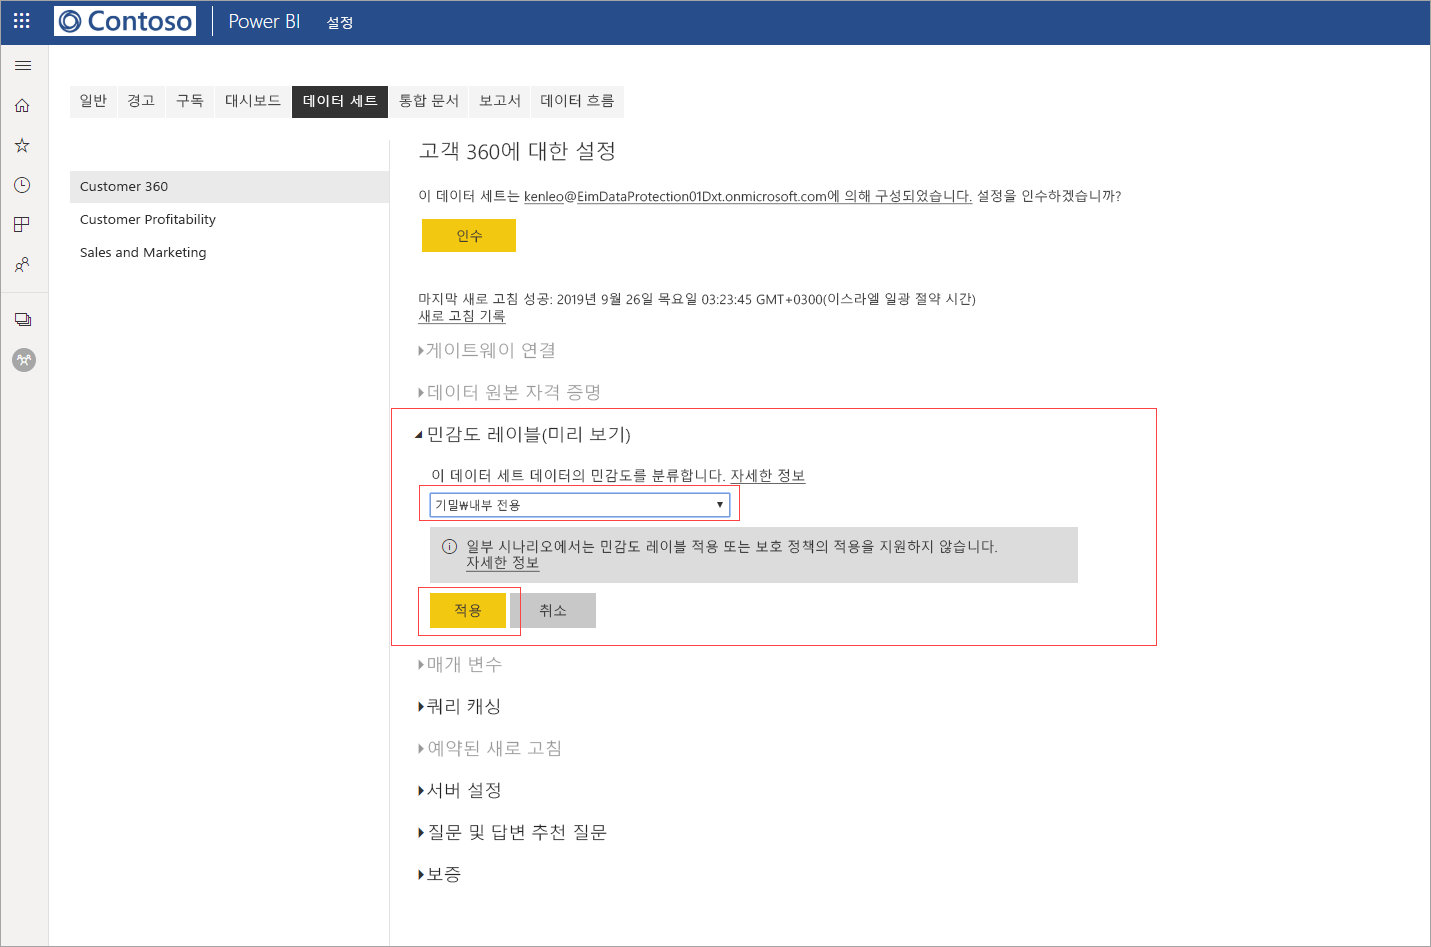 Contoso
Power BI
설정
일반 경고 구독 대시보드 데이터 세트 통합 문서 보고서 데이터 흐름
Customer 360
Customer Profitability
Sales and Marketing
고객 360에 대한 설정
이 데이터 세트는 kenleo@EimDataProtection01Dxt.onmicrosoft.com에 의해 구성되었습니다. 설정을 인수하겠습니까?
인수
마지막 새로 고침 성공: 2019년 9월 26일 목요일 03:23:45 GMT+0300(이스라엘 일광 절약 시간)
새로 고침 기록
게이트웨이 연결
데이터 원본 자격 증명
민감도 레이블(미리 보기)
이 데이터 세트 데이터의 민감도를 분류합니다. 자세한 정보
기밀₩내부 전용
일부 시나리오에서는 민감도 레이블 적용 또는 보호 정책의 적용을 지원하지 않습니다.
자세한 정보
적용 취소
매개 변수
쿼리 캐싱
예약된 새로 고침
서버 설정
질문 및 답변 추천 질문
보증